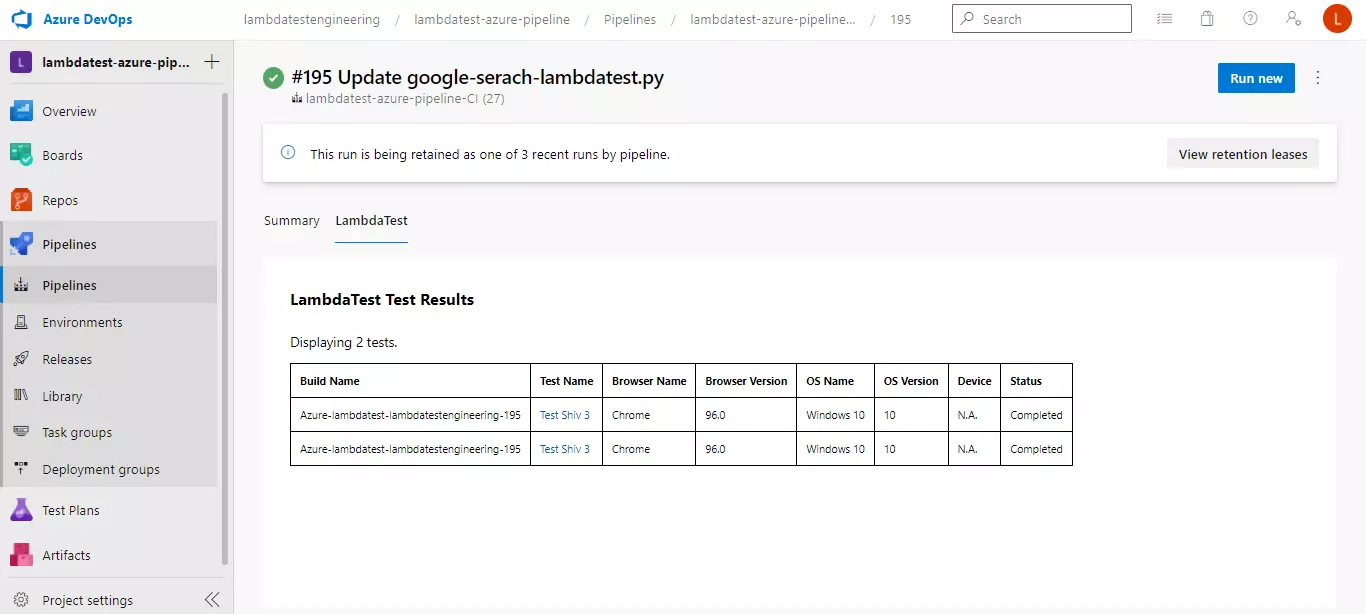 Azure DevOps
lambdatestengineering / lambdatest-azure-pipeline / Pipelines / lambdatest-azure-pipeline... / 195
Search
L
L lambdatest-azure-pip...
Overview
Boards
Repos
Pipelines
Pipelines
Environments
Releases
Library
Task groups
Deployment groups
Test Plans
Artifacts
Project settings
#195 Update google-serach-lambdatest.py
lambdatest-azure-pipeline-CI (27)
Run new
This run is being retained as one of 3 recent runs by pipeline.
View retention leases
Summary LambdaTest
LambdaTest Test Results
Displaying 2 tests.
Build Name Test Name Browser Name Browser Version OS Name OS Version Device Status
Azure-lambdatest-lambdatestengineering-195 Test Shiv 3 Chrome 96.0 Windows 10 10 N.A. Completed
Azure-lambdatest-lambdatestengineering-195 Test Shiv 3 Chrome 96.0 Windows 10 10 N.A. Completed